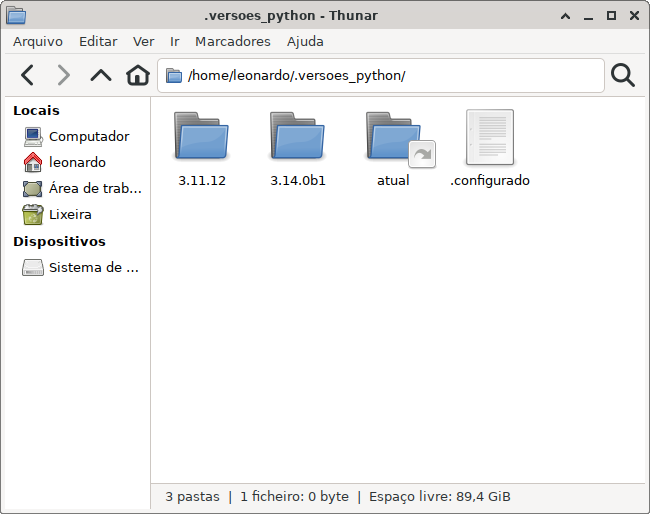 .versoes_python - Thunar
Arquivo Editar Ver Ir Marcadores Ajuda
/home/leonardo/.versoes_python/
Locais
Computador
leonardo
Área de trab...
Lixeira
Dispositivos
Sistema de ...
3.11.12
3.14.0b1
atual
.configurado
3 pastas | 1 ficheiro: 0 byte | Espaço livre: 89,4 GiB